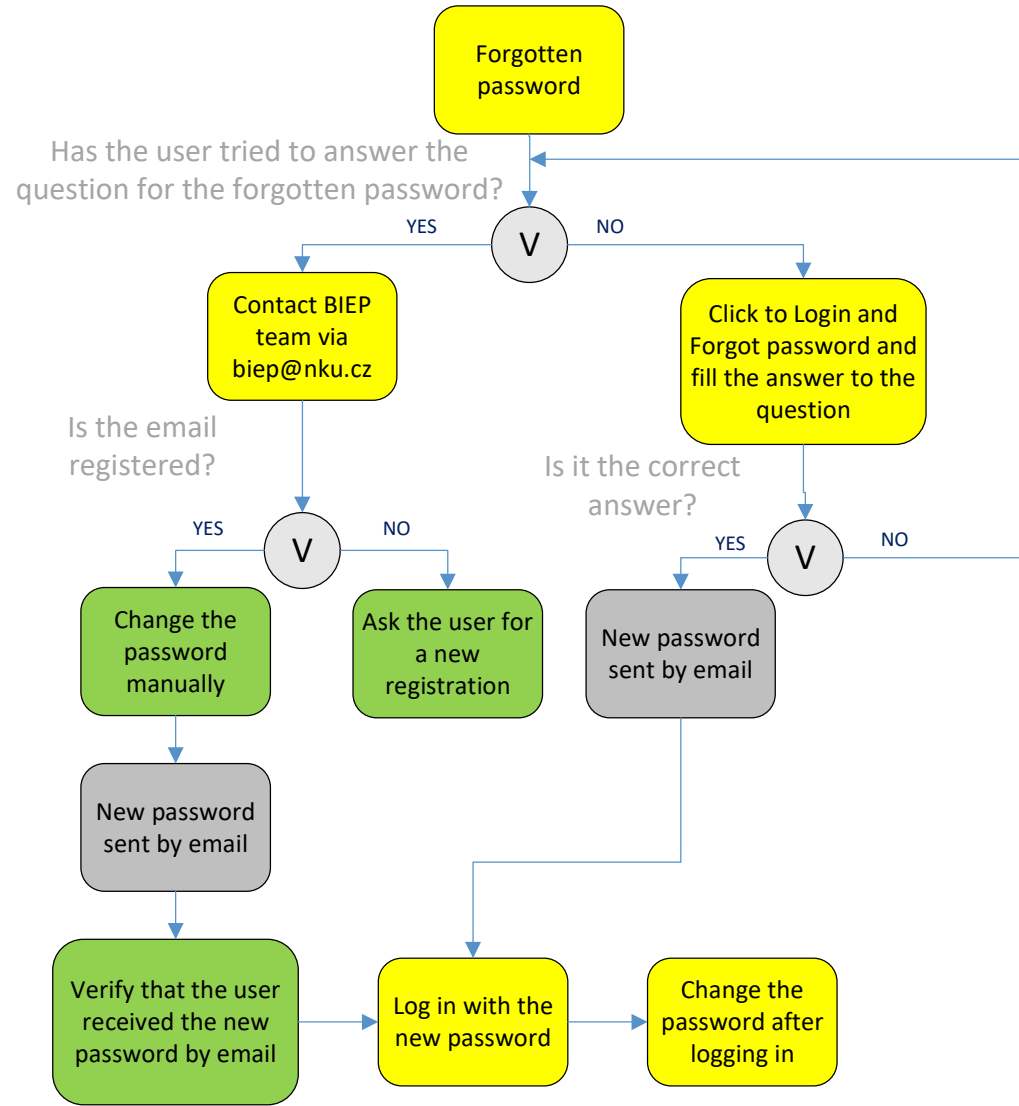 Forgotten
password
Has the user tried to answer the
question for the forgotten password?
YES
V
NO
Contact BIEP
team via
biep@nku.cz
Click to Login and
Forgot password and
fill the answer to the
question
Is the email
registered?
Is it the correct
answer?
YES
V
NO
YES
V
NO
Change the
password
manually
Ask the user for
a new
registration
New password
sent by email
New password
sent by email
Verify that the user
received the new
password by email
Log in with the
new password
Change the
password after
logging in